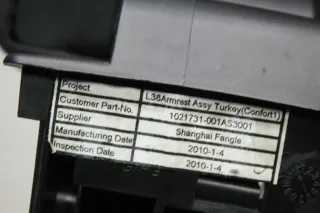 Project L38Armrest Assy Turkey(Confort1)
Customer Part-No. 1021731-001AS3001
Supplier Shanghai Fangle
Manufacturing Date 2010-1-4
Inspection Date 2010-1-4